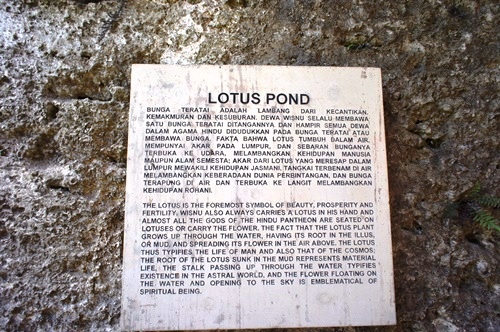 LOTUS POND
BUNGA TERATAI ADALAH LAMBANG DARI KECANTIKAN,
KEMAKMURAN DAN KESUBURAN. DEWA WISNU SELALU MEMBAWA
SATU BUNGA TERATAI DITANGANNYA DAN HAMPIR SEMUA DEWA
DALAM AGAMA HINDU DIDUDUKKAN PADA BUNGA TERATAI ATAU
MEMBAWA BUNGA. FAKTA BAHWA LOTUS TUMBUH DALAM AIR,
MEMPUNYAI AKAR PADA LUMPUR, DAN SEBARAN BUNGANYA
TERBUKA KE UDARA, MELAMBANGKAN KEHIDUPAN MANUSIA
MAUPUN ALAM SEMESTA; AKAR DARI LOTUS YANG MERESAP DALAM
LUMPUR MEWAKILI KEHIDUPAN JASMANI, TANGKAI TERBENAM DI AIR
MELAMBANGKAN KEBERADAAN DUNIA PERBINTANGAN, DAN BUNGA
TERAPUNG DI AIR DAN TERBUKA KE LANGIT MELAMBANGKAN
KEHIDUPAN ROHANI.
THE LOTUS IS THE FOREMOST SYMBOL OF BEAUTY, PROSPERITY AND
FERTILITY. WISNU ALSO ALWAYS CARRIES A LOTUS IN HIS HAND AND
ALMOST ALL THE GODS OF THE HINDU PANTHEON ARE SEATED ON
LOTUSES OR CARRY THE FLOWER. THE FACT THAT THE LOTUS PLANT
GROWS UP THROUGH THE WATER, HAVING ITS ROOT IN THE ILLUS,
OR MUD, AND SPREADING ITS FLOWER IN THE AIR ABOVE, THE LOTUS
THUS TYPIFIES THE LIFE OF MAN AND ALSO THAT OF THE COSMOS;
THE ROOT OF THE LOTUS SUNK IN THE MUD REPRESENTS MATERIAL
LIFE, THE STALK PASSING UP THROUGH THE WATER TYPIFIES
EXISTENCE IN THE ASTRAL WORLD, AND THE FLOWER FLOATING ON
THE WATER AND OPENING TO THE SKY IS EMBLEMATICAL OF
SPIRITUAL BEING.